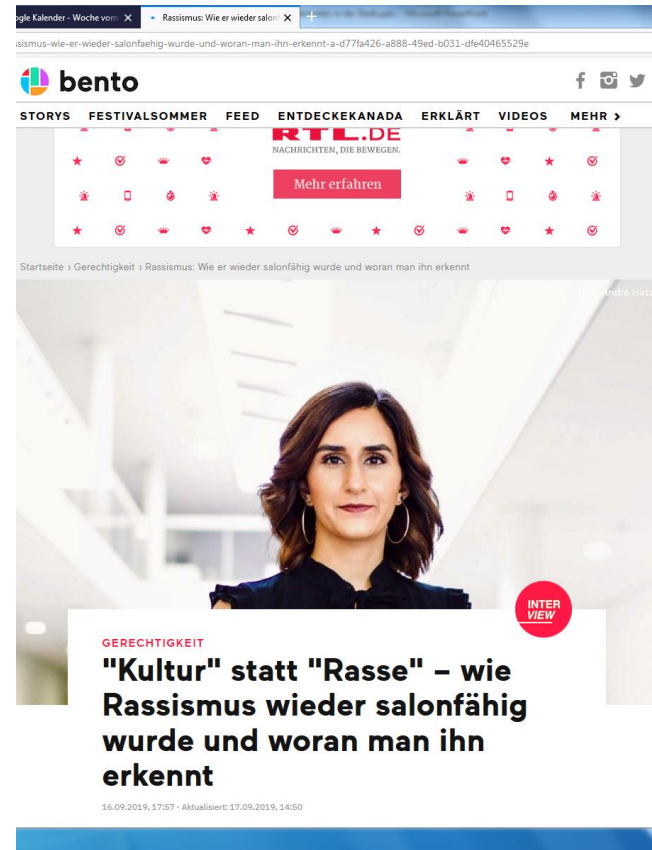 ogle Kalender - Woche vom
Rassismus: Wie er wieder salon
ssismus-wie-er-wieder-salonfaehig-wurde-und-woran-man-ihn-erkennt-a-d77fa426-a888-49ed-b031-dfe40465529e
bento
STORYS FESTIVALSOMMER FEED ENTDECKEKANADA ERKLÄRT VIDEOS MEHR >
RTL.DE
NACHRICHTEN, DIE BEWEGEN.
Mehr erfahren
Startseite › Gerechtigkeit › Rassismus: Wie er wieder salonfähig wurde und woran man ihn erkennt
INTER
VIEW
GERECHTIGKEIT
"Kultur" statt "Rasse" – wie
Rassismus wieder salonfähig
wurde und woran man ihn
erkennt
16.09.2019, 17:57 · Aktualisiert: 17.09.2019, 14:50